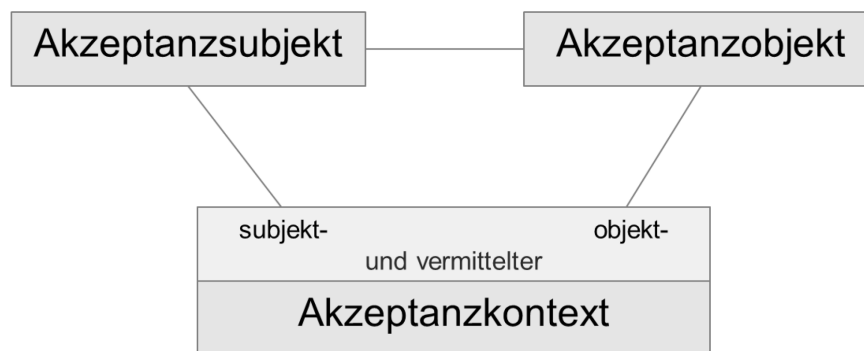 Akzeptanzsubjekt Akzeptanzobjekt
subjekt- objekt-
und vermittelter
Akzeptanzkontext